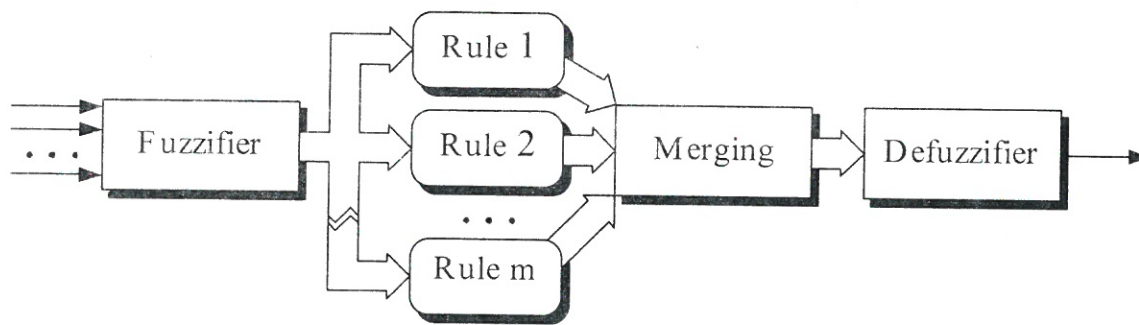 Rule 1
Fuzzifier
Rule 2
Merging
Defuzzifier
• • •
• • •
Rule m